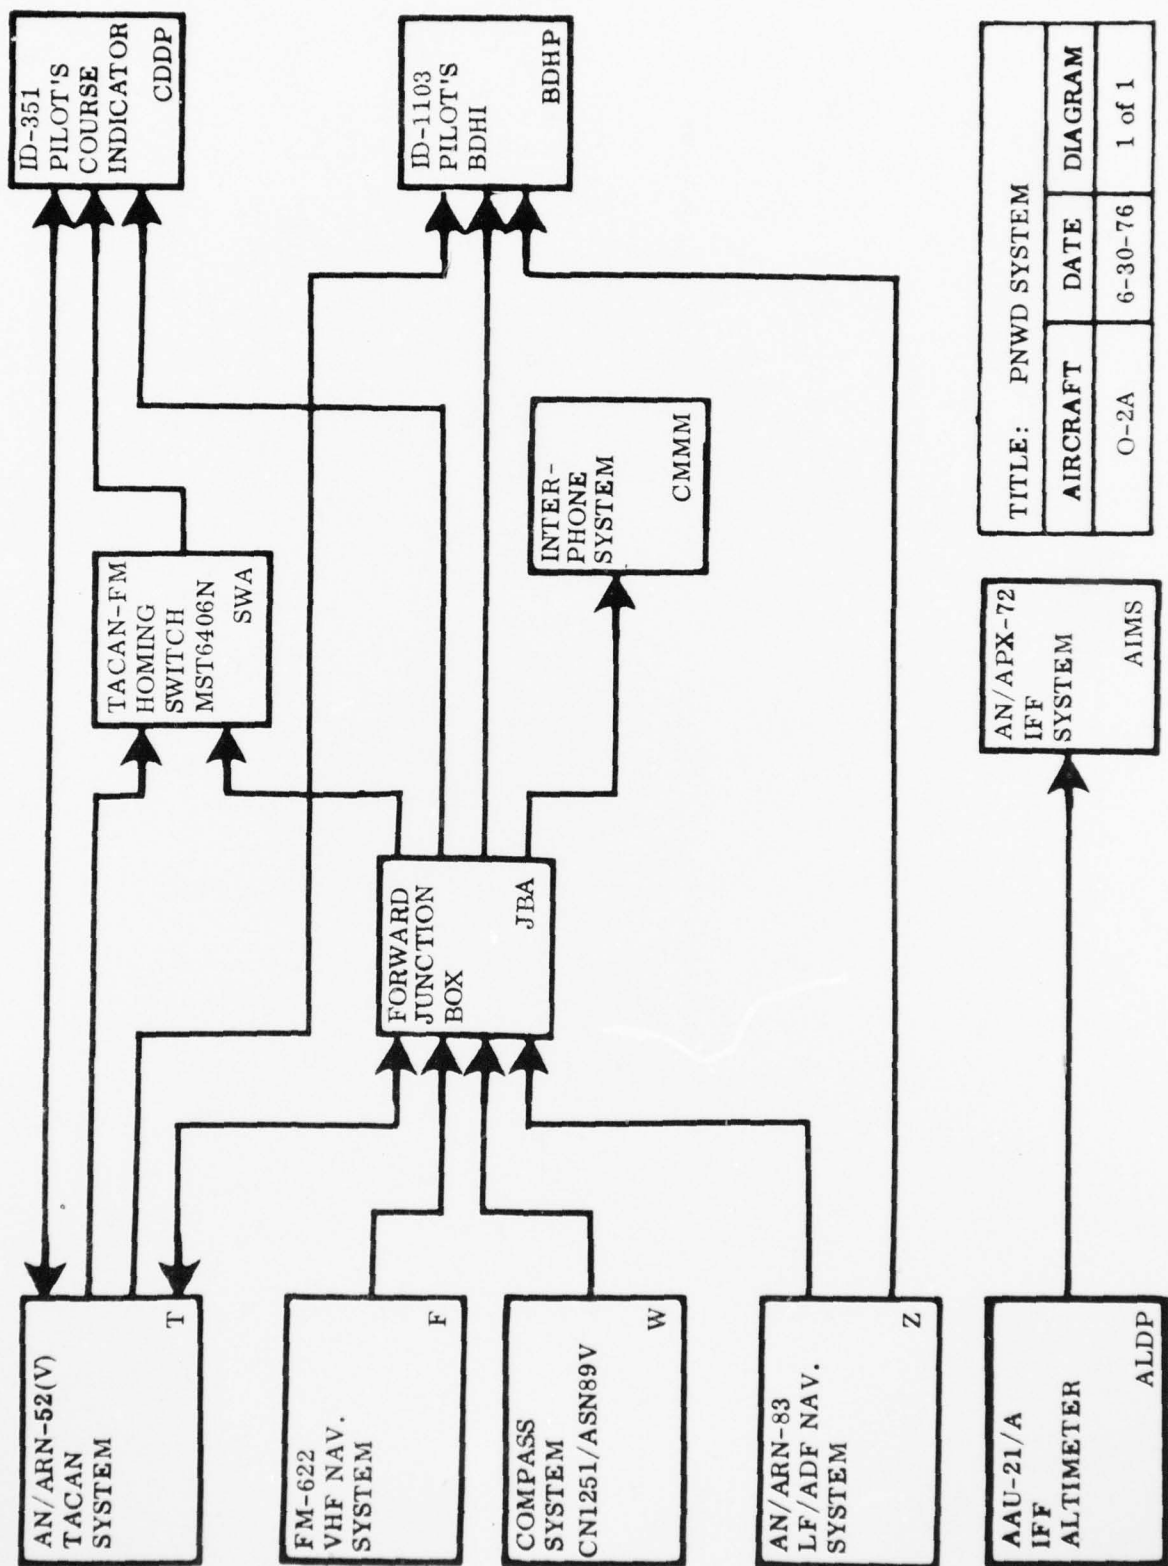 AN/ARN-52(V)
TACAN
SYSTEM
T
FM-622
VHF NAV.
SYSTEM
F
COMPASS
SYSTEM
CN1251/ASN89V
W
AN/ARN-83
LF/ADF NAV.
SYSTEM
Z
AAU-21/A
IFF
ALTIMETER
ALDP
FORWARD
JUNCTION
BOX
JBA
TACAN-FM
HOMING
SWITCH
MST6406N
SWA
INTER-
PHONE
SYSTEM
CMMM
AN/APX-72
IFF
SYSTEM
AIMS
ID-351
PILOT'S
COURSE
INDICATOR
CDDP
ID-1103
PILOT'S
BDHI
BDHP
TITLE: PNWD SYSTEM
AIRCRAFT DATE DIAGRAM
O-2A 6-30-76 1 of 1